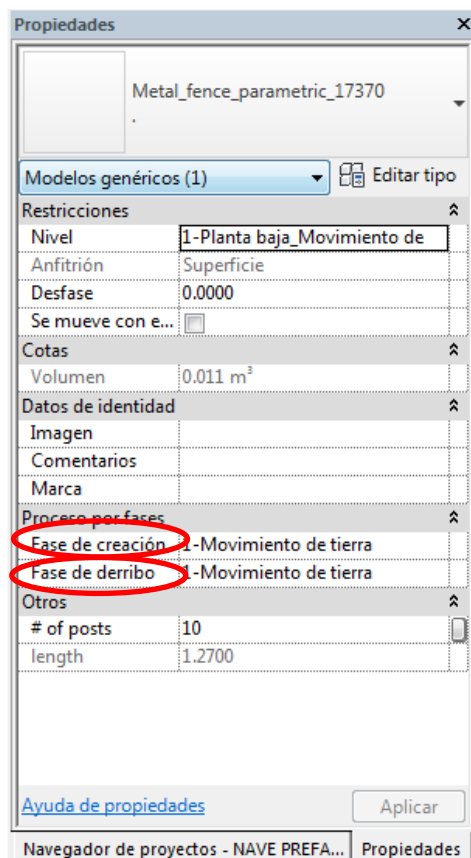 Propiedades
Metal_fence_parametric_17370
.
Modelos genéricos (1) Editar tipo
Restricciones
Nivel 1-Planta baja_Movimiento de
Anfitrión Superficie
Desfase 0.0000
Se mueve con e...
Cotas
Volumen 0.011 m³
Datos de identidad
Imagen
Comentarios
Marca
Proceso por fases
Fase de creación 1-Movimiento de tierra
Fase de derribo 1-Movimiento de tierra
Otros
# of posts 10
length 1.2700
Ayuda de propiedades Aplicar
Navegador de proyectos - NAVE PREFA... Propiedades